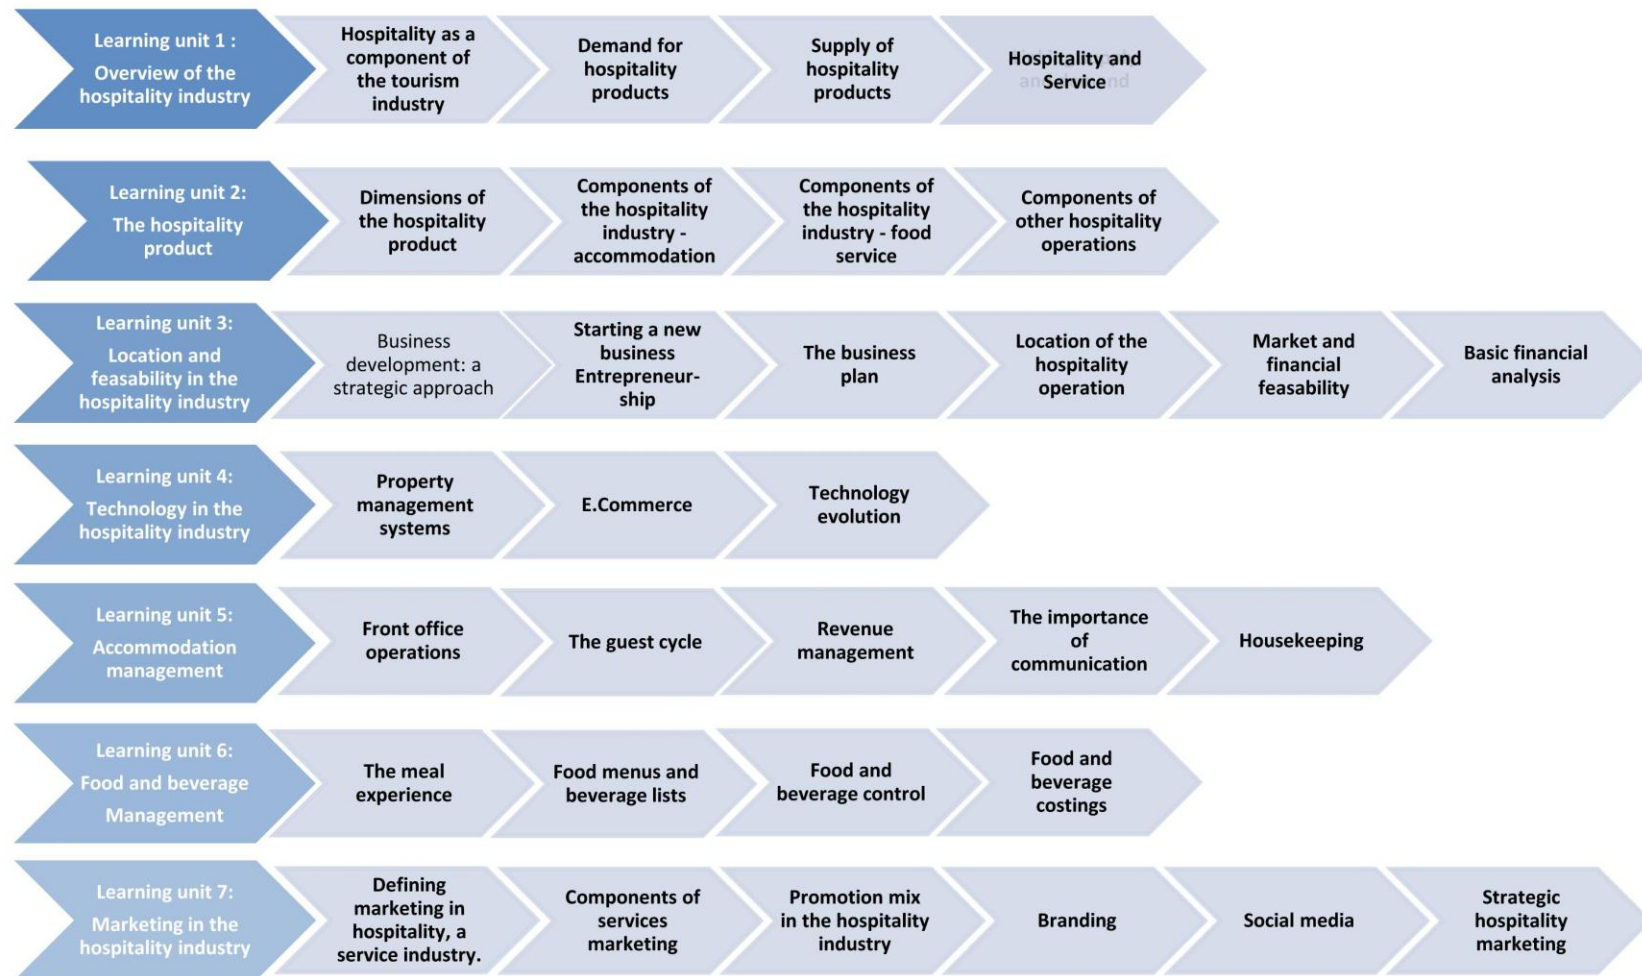 Learning unit 1 :
Overview of the
hospitality industry
Hospitality as a
component of
the tourism
industry
Demand for
hospitality
products
Supply of
hospitality
products
Hospitality and
Service
Learning unit 2:
The hospitality
product
Dimensions of
the hospitality
product
Components of
the hospitality
industry -
accommodation
Components of
the hospitality
industry - food
service
Components of
other hospitality
operations
Learning unit 3:
Location and
feasability in the
hospitality industry
Business
development: a
strategic approach
Starting a new
business
Entrepreneur-
ship
The business
plan
Location of the
hospitality
operation
Market and
financial
feasability
Basic financial
analysis
Learning unit 4:
Technology in the
hospitality industry
Property
management
systems
E.Commerce
Technology
evolution
Learning unit 5:
Accommodation
management
Front office
operations
The guest cycle
Revenue
management
The importance
of
communication
Housekeeping
Learning unit 6:
Food and beverage
Management
The meal
experience
Food menus and
beverage lists
Food and
beverage control
Food and
beverage
costings
Learning unit 7:
Marketing in the
hospitality industry
Defining
marketing in
hospitality, a
service industry.
Components of
services
marketing
Promotion mix
in the hospitality
industry
Branding
Social media
Strategic
hospitality
marketing